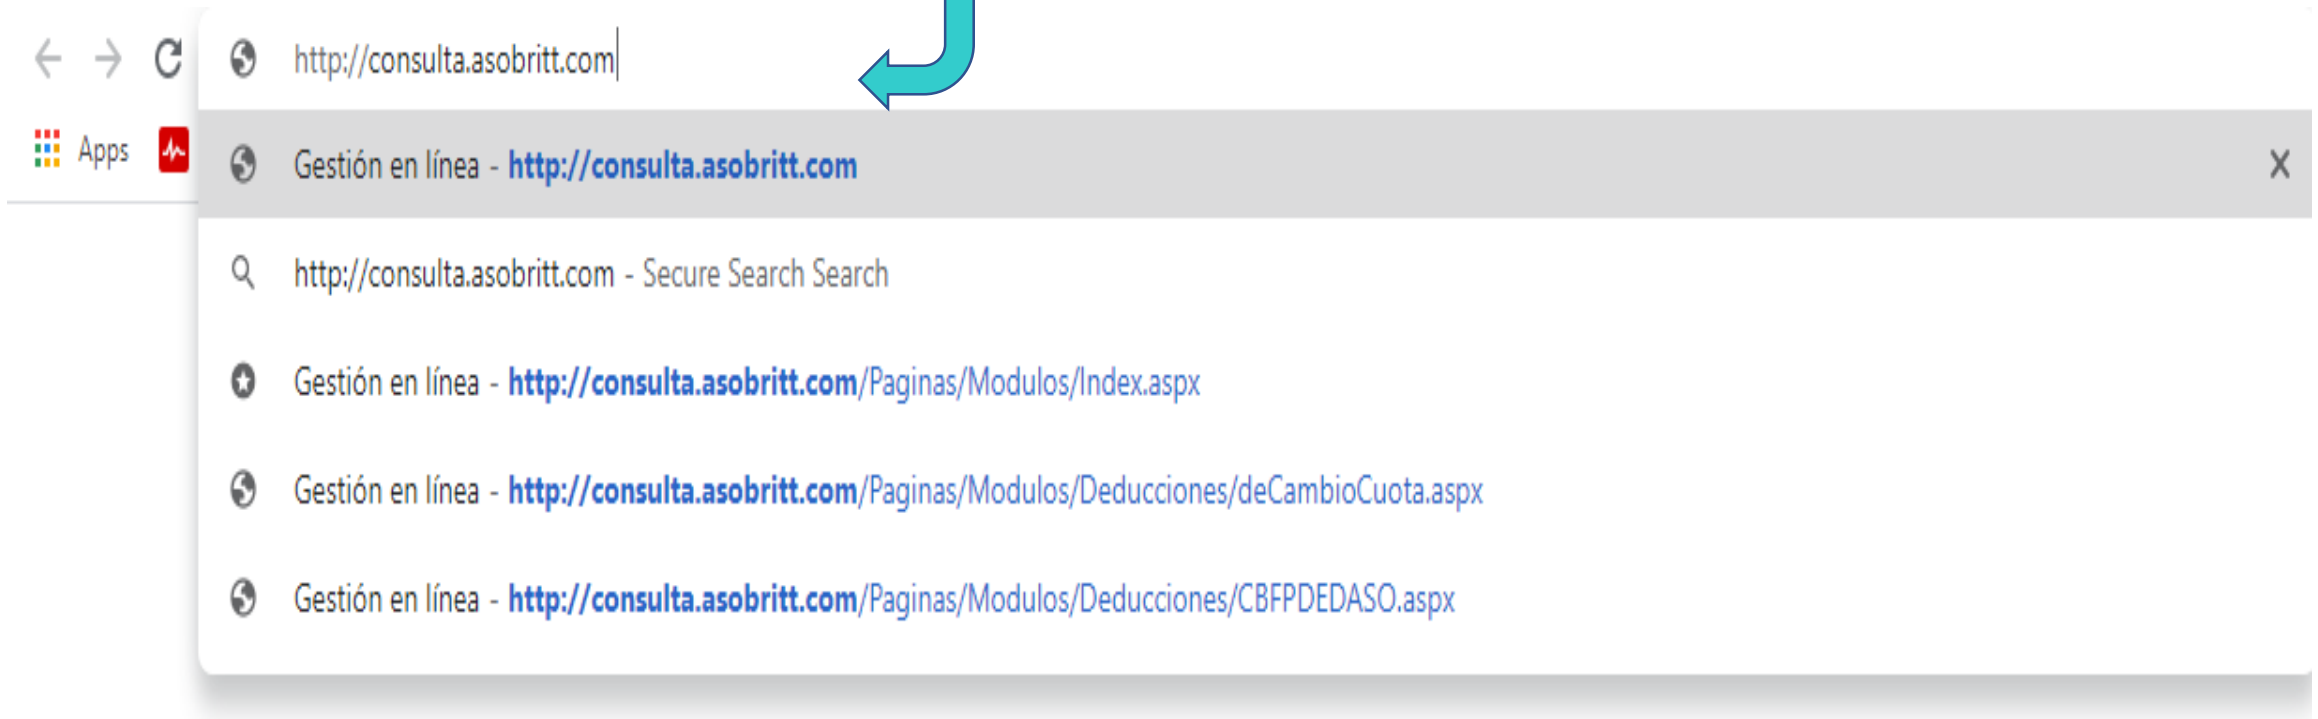 http://consulta.asobritt.com
Apps
Gestión en línea - http://consulta.asobritt.com
http://consulta.asobritt.com - Secure Search Search
Gestión en línea - http://consulta.asobritt.com/Paginas/Modulos/Index.aspx
Gestión en línea - http://consulta.asobritt.com/Paginas/Modulos/Deducciones/deCambioCuota.aspx
Gestión en línea - http://consulta.asobritt.com/Paginas/Modulos/Deducciones/CBFPDEDASO.aspx